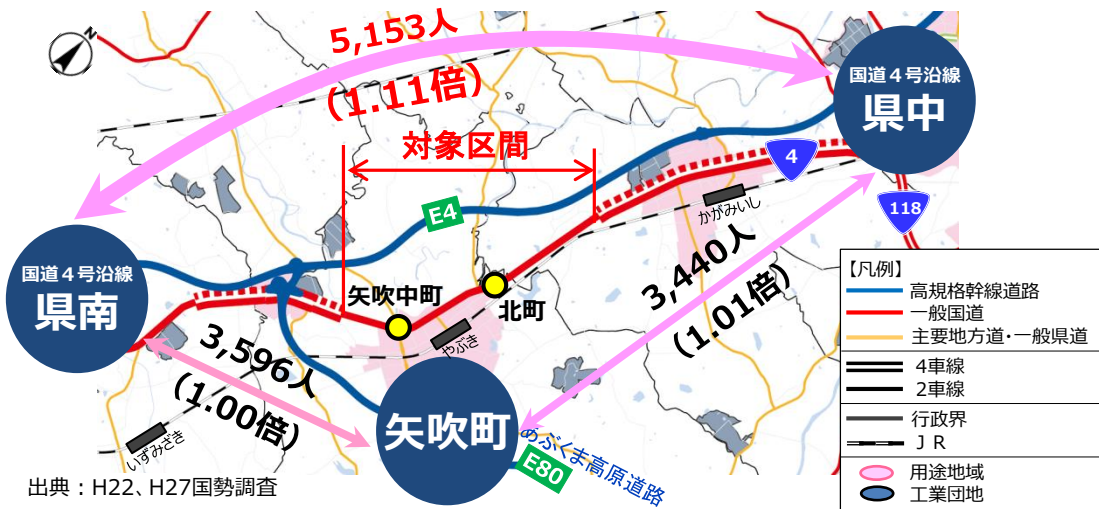 N
5,153人
(1.11倍)
国道４号沿線
県中
対象区間
4
118
かがみいし
E4
国道４号沿線
県南
矢吹中町
北町
やぶき
3,440人
(1.01倍)
3,596人
(1.00倍)
矢吹町
いずみざき
あぶくま高原道路
E80
出典：H22、H27国勢調査
【凡例】
高規格幹線道路
一般国道
主要地方道・一般県道
４車線
２車線
行政界
ＪＲ
用途地域
工業団地